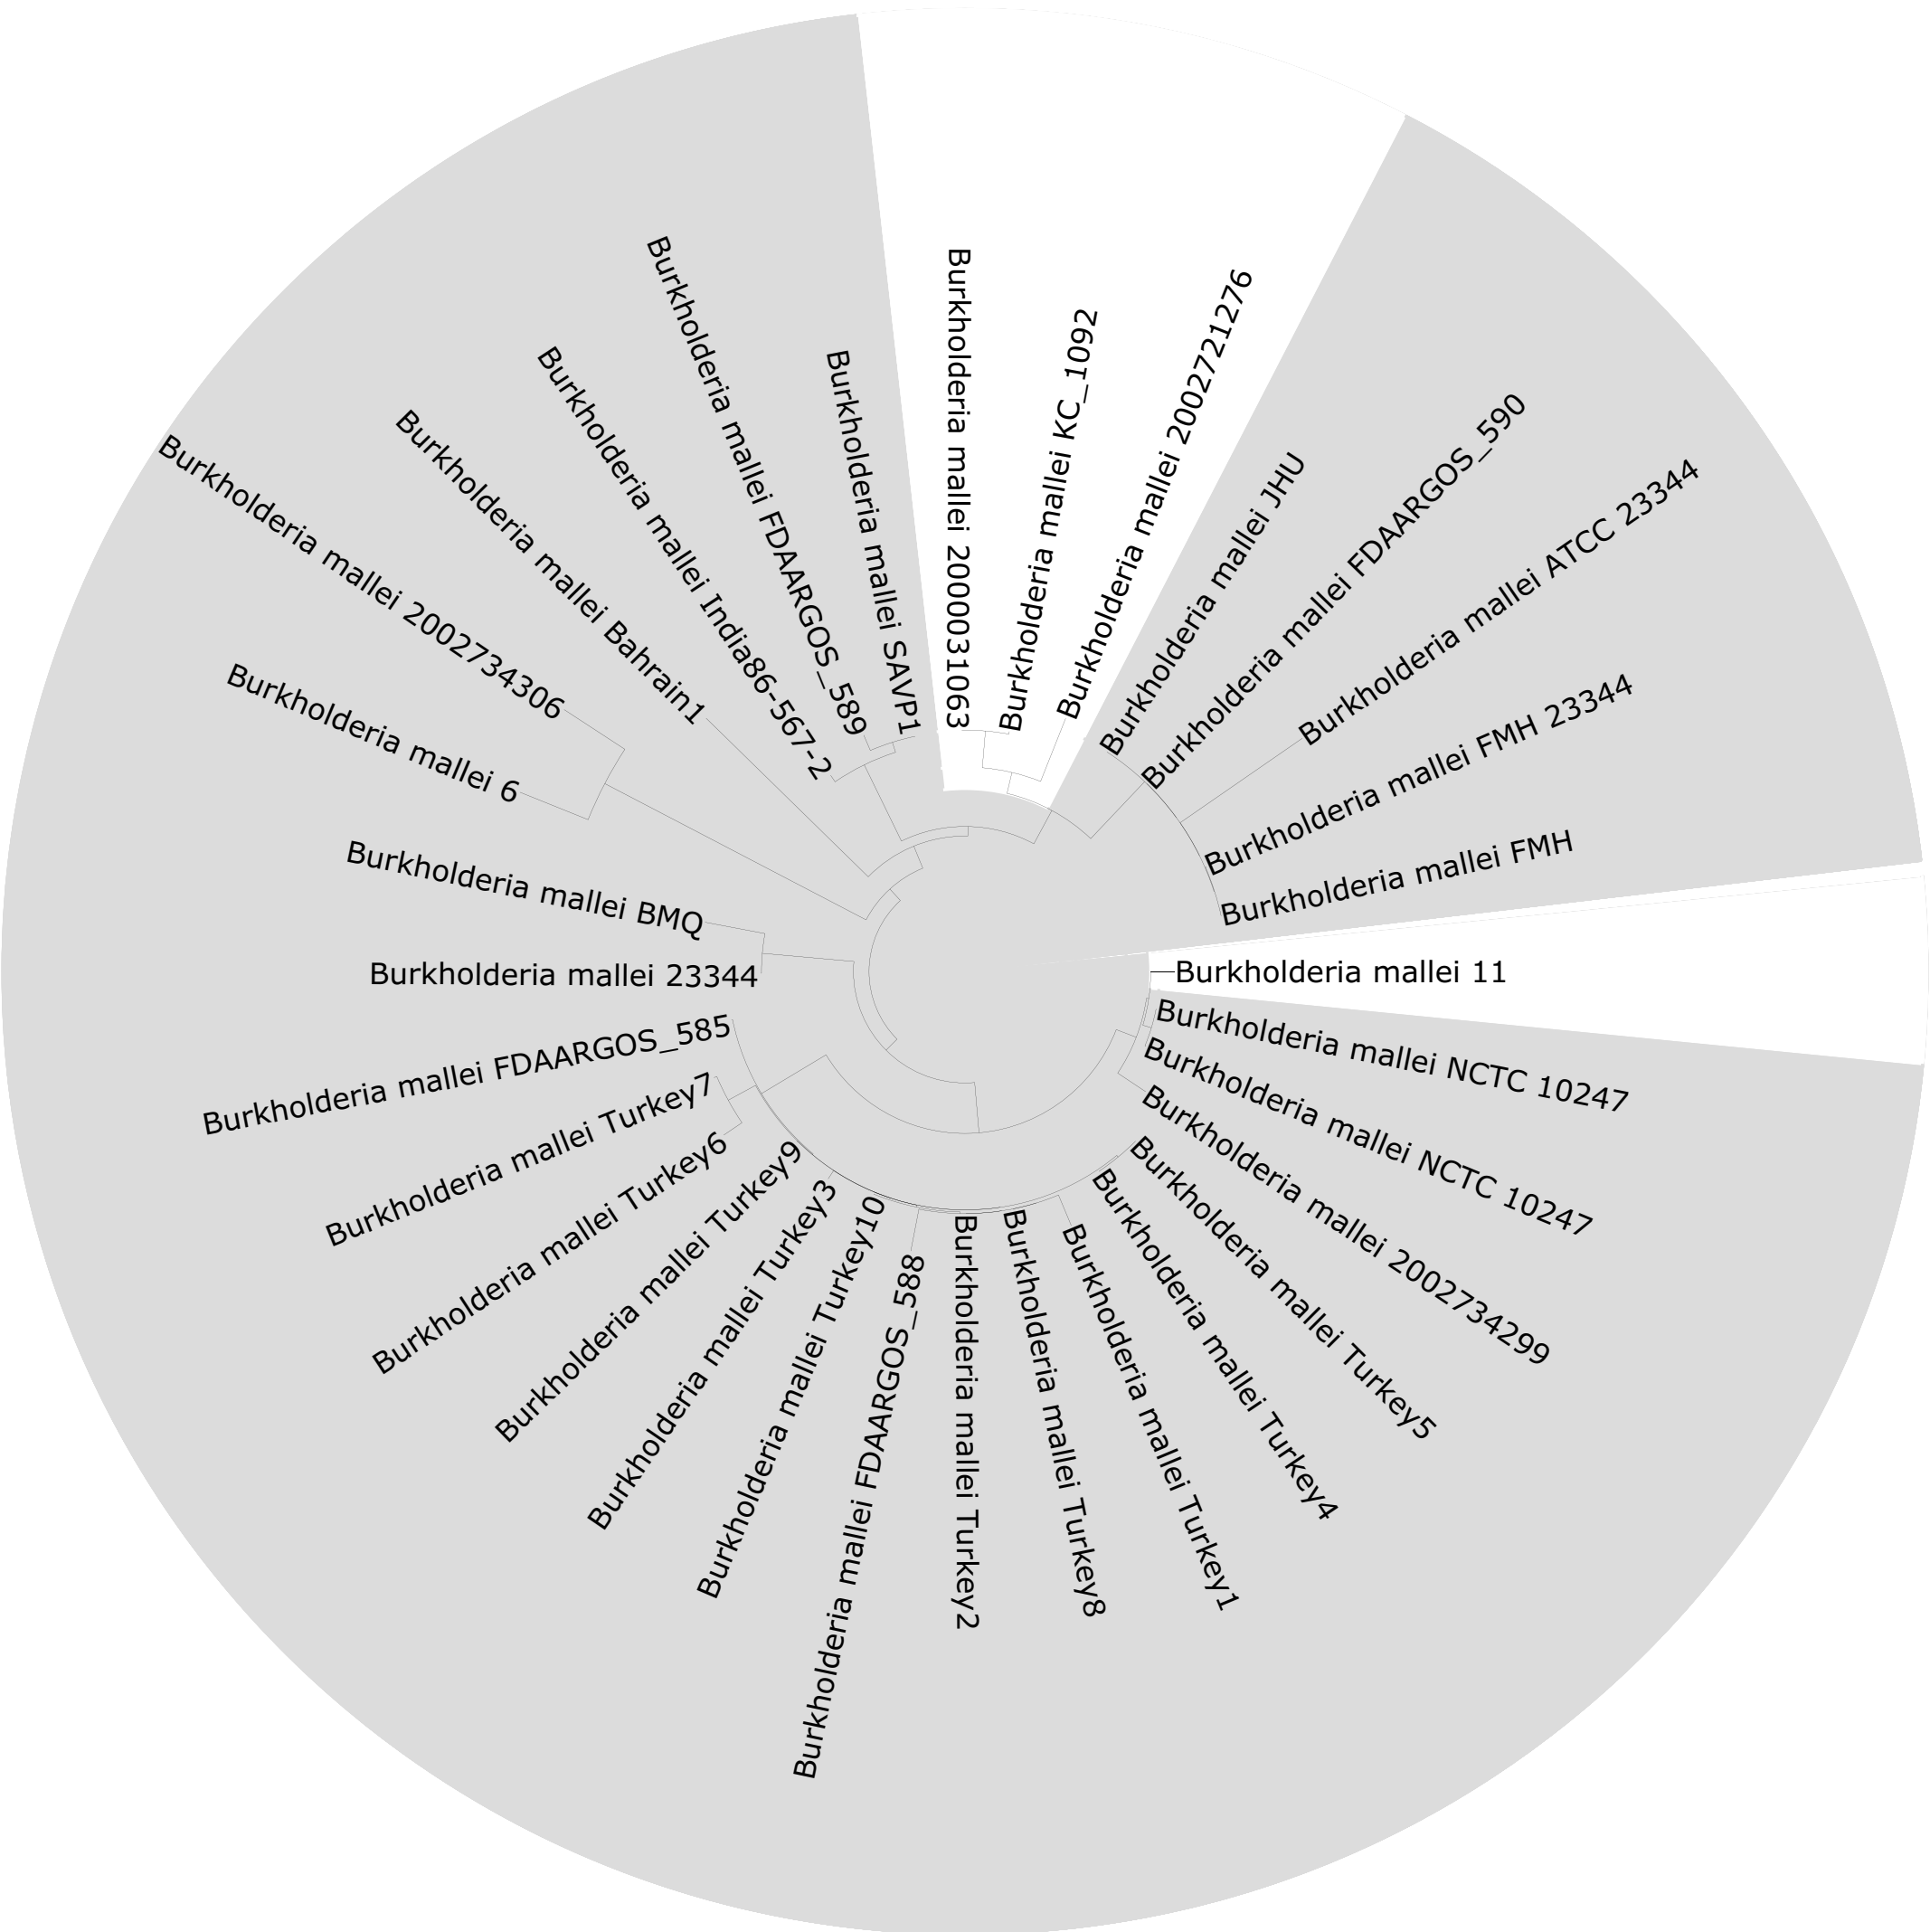 Burkholderia mallei 2000031063
Burkholderia mallei KC_1092
Burkholderia mallei 2002721276
Burkholderia mallei JHU
Burkholderia mallei FDAARGOS_590
Burkholderia mallei ATCC 23344
Burkholderia mallei FMH 23344
Burkholderia mallei FMH
Burkholderia mallei 11
Burkholderia mallei NCTC 10247
Burkholderia mallei NCTC 10247
Burkholderia mallei 2002734299
Burkholderia mallei Turkey5
Burkholderia mallei Turkey4
Burkholderia mallei Turkey1
Burkholderia mallei Turkey8
Burkholderia mallei Turkey2
Burkholderia mallei FDAARGOS_588
Burkholderia mallei Turkey10
Burkholderia mallei Turkey3
Burkholderia mallei Turkey9
Burkholderia mallei Turkey6
Burkholderia mallei Turkey7
Burkholderia mallei FDAARGOS_585
Burkholderia mallei 23344
Burkholderia mallei BMQ
Burkholderia mallei 6
Burkholderia mallei 2002734306
Burkholderia mallei Bahrain1
Burkholderia mallei India86-567-2
Burkholderia mallei FDAARGOS_589
Burkholderia mallei SAVP1